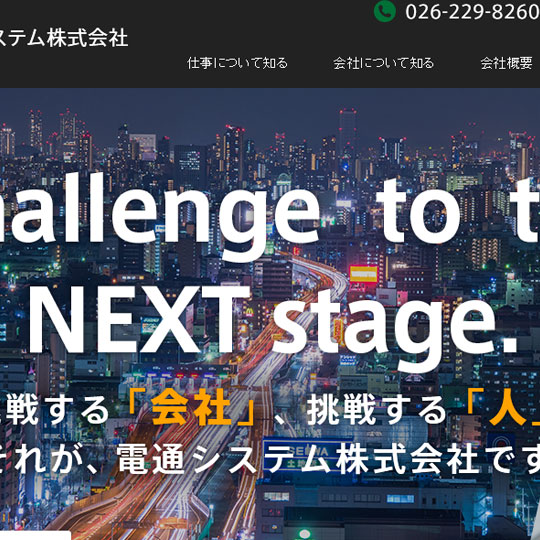 026-229-8260
ステム株式会社
仕事について知る 会社について知る 会社概要
hallenge to t
NEXT stage.
戦する「会社」、挑戦する「人」
それが、電通システム株式会社です